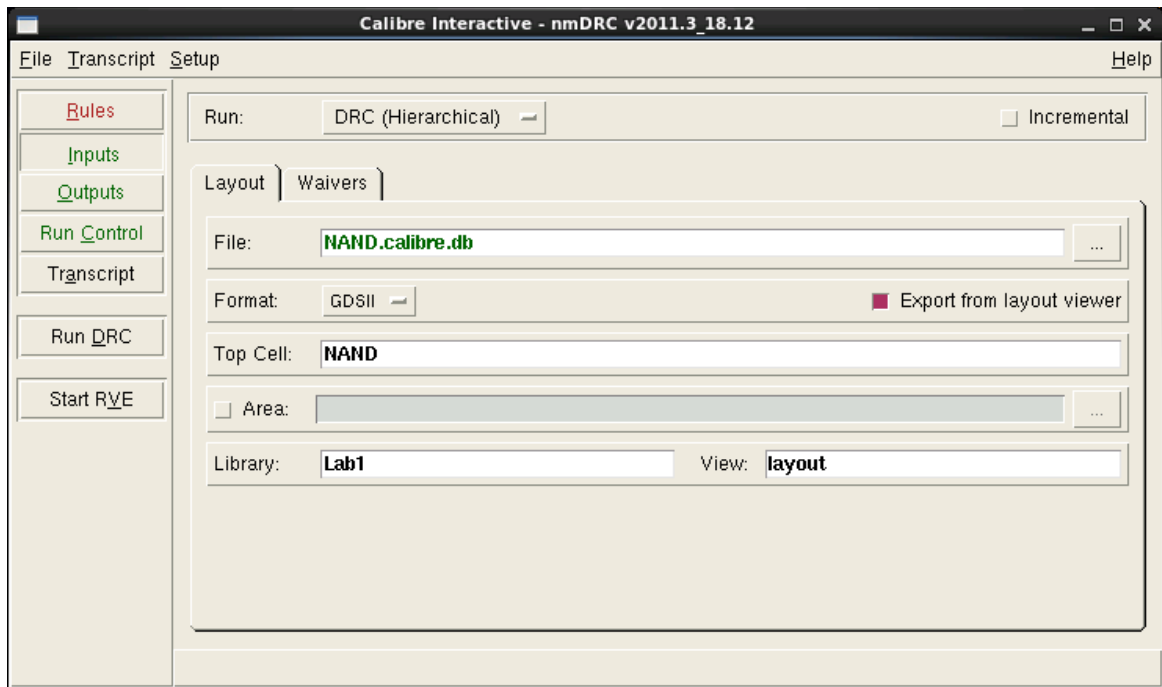 Calibre Interactive - nmDRC v2011.3_18.12
File Transcript Setup Help
Rules
Inputs
Outputs
Run Control
Transcript
Run DRC
Start RVE
Run: DRC (Hierarchical) Incremental
Layout Waivers
File: NAND.calibre.db ...
Format: GDSII Export from layout viewer
Top Cell: NAND
Area: ...
Library: Lab1 View: layout